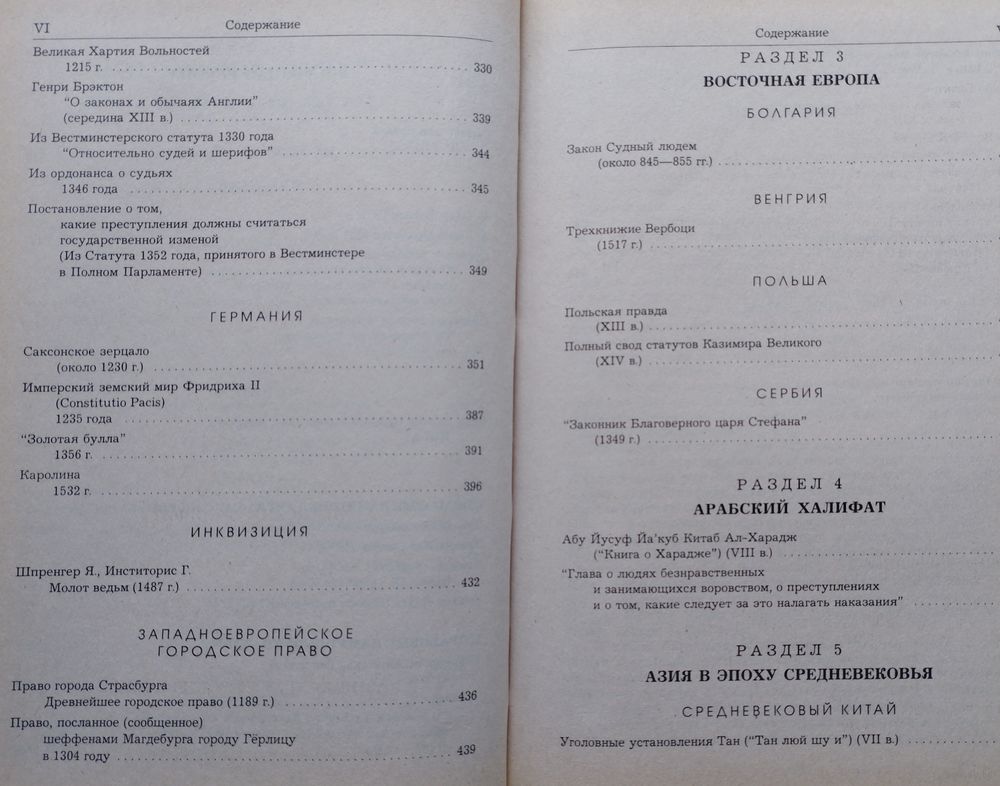 VI
Содержание
Великая Хартия Вольностей
1215 г. ........ 330
Генри Брэктон
“О законах и обычаях Англии”
(середина XIII в.) ........ 339
Из Вестминстерского статута 1330 года
“Относительно судей и шерифов” ........ 344
Из ордонанса о судьях
1346 года ........ 345
Постановление о том,
какие преступления должны считаться
государственной изменой
(Из Статута 1352 года, принятого в Вестминстере
в Полном Парламенте) ........ 349
ГЕРМАНИЯ
Саксонское зерцало
(около 1230 г.) ........ 351
Имперский земский мир Фридриха II
(Constitutio Pacis)
1235 года ........ 387
“Золотая булла”
1356 г. ........ 391
Каролина
1532 г. ........ 396
ИНКВИЗИЦИЯ
Шпренгер Я., Инститорис Г.
Молот ведьм (1487 г.) ........ 432
ЗАПАДНОЕВРОПЕЙСКОЕ
ГОРОДСКОЕ ПРАВО
Право города Страсбурга
Древнейшее городское право (1189 г.) ........ 436
Право, посланное (сообщенное)
шеффенами Магдебурга городу Гёрлицу
в 1304 году ........ 439
Содержание
РАЗДЕЛ 3
ВОСТОЧНАЯ ЕВРОПА
БОЛГАРИЯ
Закон Судный людем
(около 845—855 гг.) ........
ВЕНГРИЯ
Трехкнижие Вербоци
(1517 г.) ........
ПОЛЬША
Польская правда
(XIII в.) ........
Полный свод статутов Казимира Великого
(XIV в.) ........
СЕРБИЯ
“Законник Благоверного царя Стефана”
(1349 г.) ........
РАЗДЕЛ 4
АРАБСКИЙ ХАЛИФАТ
Абу Йусуф Йа'куб Китаб Ал-Харадж
(“Книга о Харадже”) (VIII в.) ........
“Глава о людях безнравственных
и занимающихся воровством, о преступлениях
и о том, какие следует за это налагать наказания” ........
РАЗДЕЛ 5
АЗИЯ В ЭПОХУ СРЕДНЕВЕКОВЬЯ
СРЕДНЕВЕКОВЫЙ КИТАЙ
Уголовные установления Тан (“Тан люй шу и”) (VII в.) ........